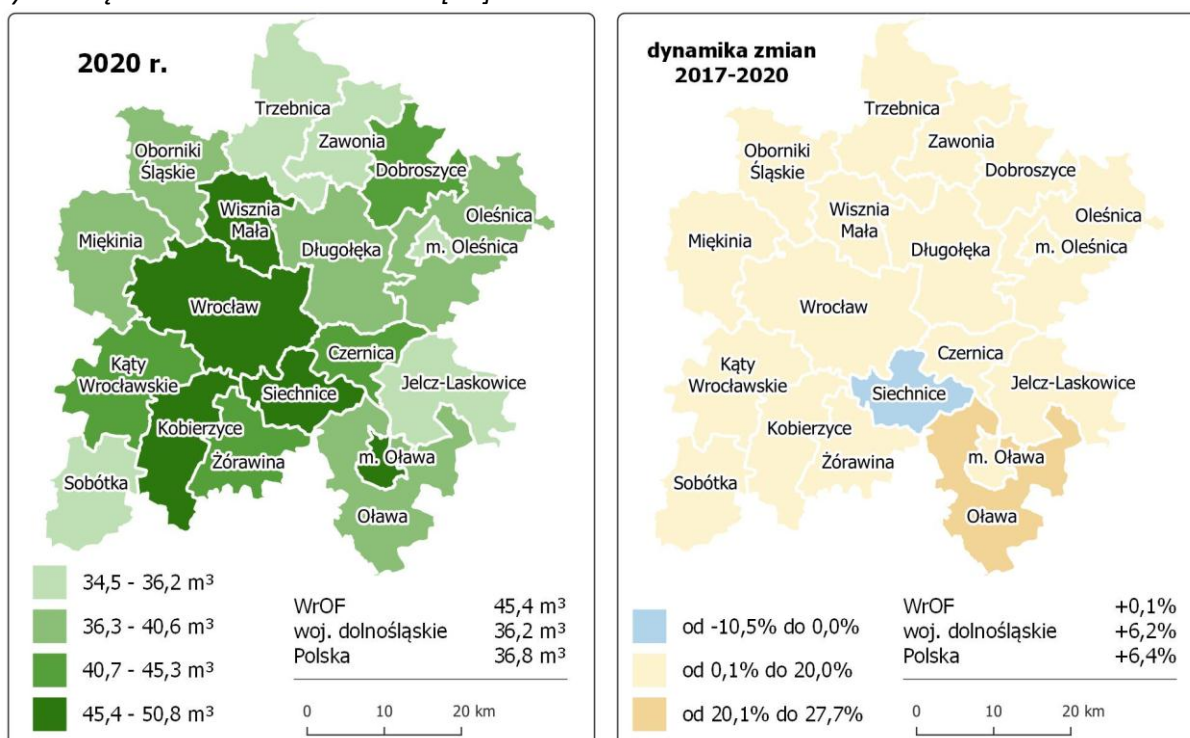 2020 r.
Trzebnica
Zawonia
Oborniki
Śląskie
Dobroszyce
Wisznia
Mała
Oleśnica
Miękinia
Długołęka
m. Oleśnica
Wrocław
Czernica
Kąty
Wrocławskie
Jelcz-Laskowice
Siechnice
Kobierzyce
m. Oława
Żórawina
Sobótka
Oława
34,5 - 36,2 m³
36,3 - 40,6 m³
40,7 - 45,3 m³
45,4 - 50,8 m³
WrOF 45,4 m³
woj. dolnośląskie 36,2 m³
Polska 36,8 m³
0 10 20 km
dynamika zmian
2017-2020
Trzebnica
Zawonia
Oborniki
Śląskie
Dobroszyce
Wisznia
Mała
Oleśnica
Miękinia
Długołęka
m. Oleśnica
Wrocław
Czernica
Kąty
Wrocławskie
Jelcz-Laskowice
Siechnice
Kobierzyce
m. Oława
Żórawina
Sobótka
Oława
od -10,5% do 0,0%
od 0,1% do 20,0%
od 20,1% do 27,7%
WrOF +0,1%
woj. dolnośląskie +6,2%
Polska +6,4%
0 10 20 km